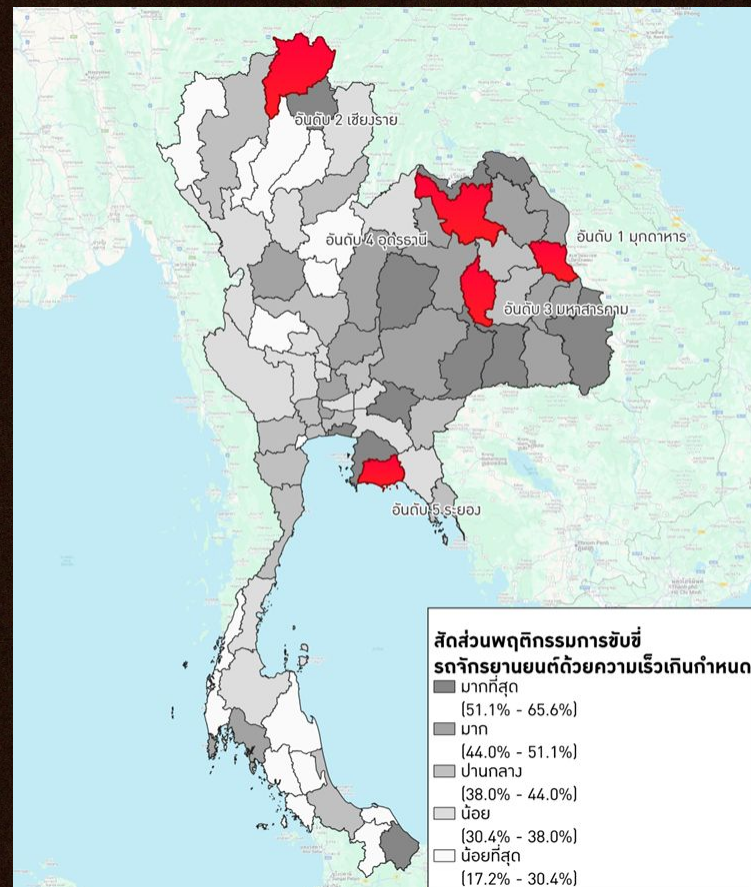 อันดับ 2 เชียงราย
อันดับ 4 อุดรธานี
อันดับ 1 มุกดาหาร
อันดับ 3 มหาสารคาม
อันดับ 5 ระยอง
สัดส่วนพฤติกรรมการขับขี่
รถจักรยานยนต์ด้วยความเร็วเกินกำหนด
มากที่สุด
(51.1% - 65.6%)
มาก
(44.0% - 51.1%)
ปานกลาง
(38.0% - 44.0%)
น้อย
(30.4% - 38.0%)
น้อยที่สุด
(17.2% - 30.4%)